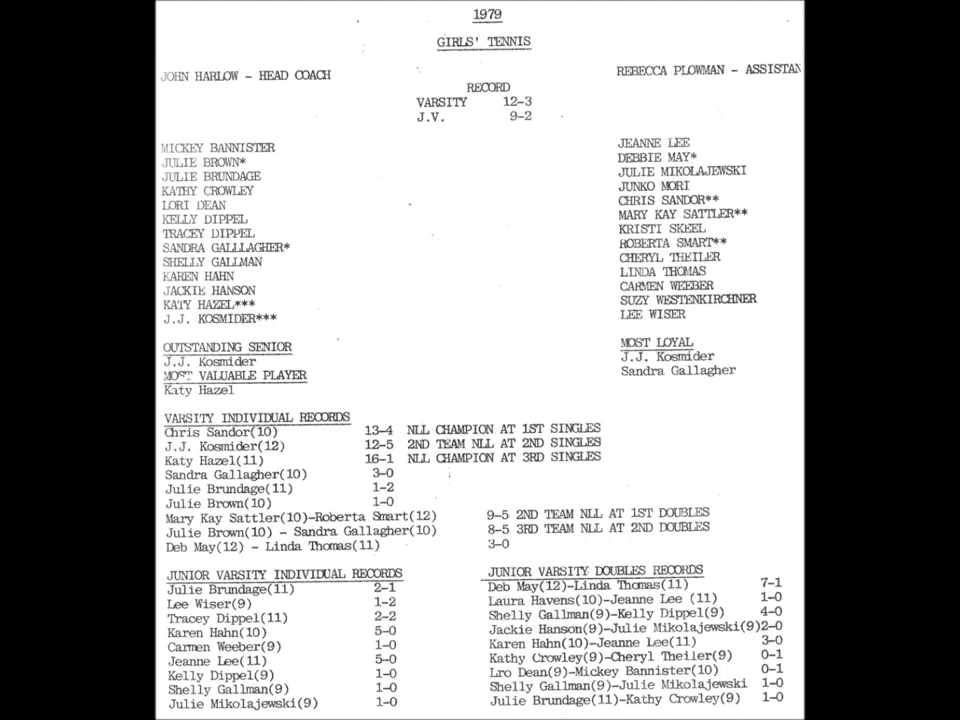 1979
GIRLS' TENNIS
JOHN HARLOW - HEAD COACH
REBECCA PLOWMAN - ASSISTAN
RECORD
VARSITY 12-3
J.V. 9-2
MICKEY BANNISTER
JULIE BROWN*
JULIE BRUNDAGE
KATHY CROWLEY
LORI DEAN
KELLY DIPPEL
TRACEY DIPPEL
SANDRA GALLLAGHER*
SHELLY GALLMAN
KAREN HAHN
JACKIE HANSON
KATY HAZEL***
J.J. KOSMIDER***
JEANNE LEE
DEBBIE MAY*
JULIE MIKOLAJEWSKI
JUNKO MORI
CHRIS SANDOR**
MARY KAY SATTLER**
KRISTI SKEEL
ROBERTA SMART**
CHERYL THEILER
LINDA THOMAS
CARMEN WEEBER
SUZY WESTENKIRCHNER
LEE WISER
OUTSTANDING SENIOR
J.J. Kosmider
MOST VALUABLE PLAYER
Katy Hazel
MOST LOYAL
J.J. Kosmider
Sandra Gallagher
VARSITY INDIVIDUAL RECORDS
Chris Sandor(10) 13-4 NLL CHAMPION AT 1ST SINGLES
J.J. Kosmider(12) 12-5 2ND TEAM NLL AT 2ND SINGLES
Katy Hazel(11) 16-1 NLL CHAMPION AT 3RD SINGLES
Sandra Gallagher(10) 3-0
Julie Brundage(11) 1-2
Julie Brown(10) 1-0
Mary Kay Sattler(10)-Roberta Smart(12) 9-5 2ND TEAM NLL AT 1ST DOUBLES
Julie Brown(10) - Sandra Gallagher(10) 8-5 3RD TEAM NLL AT 2ND DOUBLES
Deb May(12) - Linda Thomas(11) 3-0
JUNIOR VARSITY INDIVIDUAL RECORDS
Julie Brundage(11) 2-1
Lee Wiser(9) 1-2
Tracey Dippel(11) 2-2
Karen Hahn(10) 5-0
Carmen Weeber(9) 1-0
Jeanne Lee(11) 5-0
Kelly Dippel(9) 1-0
Shelly Gallman(9) 1-0
Julie Mikolajewski(9) 1-0
JUNIOR VARSITY DOUBLES RECORDS
Deb May(12)-Linda Thomas(11) 7-1
Laura Havens(10)-Jeanne Lee (11) 1-0
Shelly Gallman(9)-Kelly Dippel(9) 4-0
Jackie Hanson(9)-Julie Mikolajewski(9)2-0
Karen Hahn(10)-Jeanne Lee(11) 3-0
Kathy Crowley(9)-Cheryl Theiler(9) 0-1
Lro Dean(9)-Mickey Bannister(10) 0-1
Shelly Gallman(9)-Julie Mikolajewski 1-0
Julie Brundage(11)-Kathy Crowley(9) 1-0